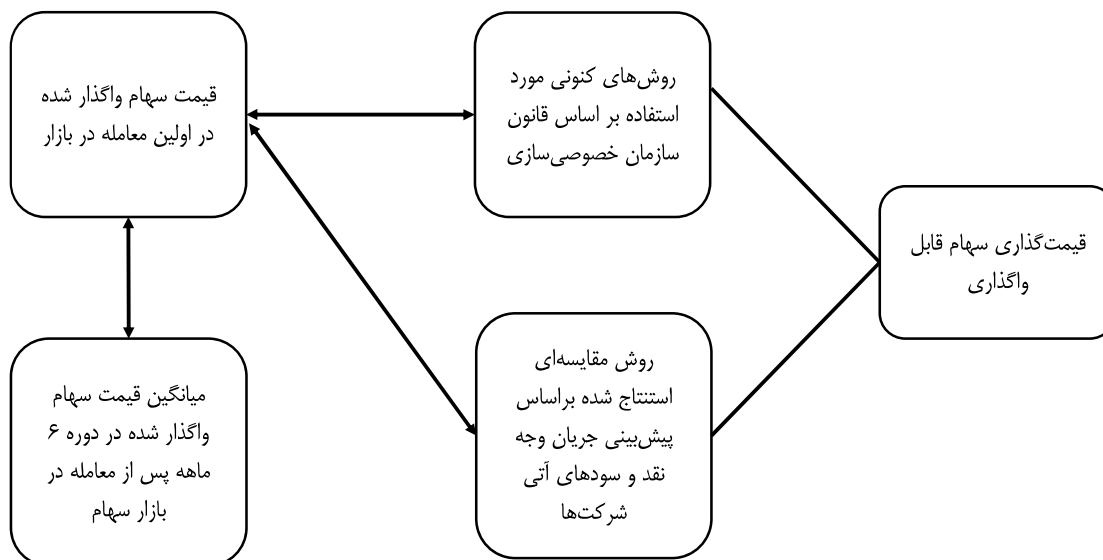 قیمت‌گذاری سهام قابل
واگذاری
روش‌های کنونی مورد
استفاده بر اساس قانون
سازمان خصوصی‌سازی
روش مقایسه‌ای
استنتاج شده براساس
پیش‌بینی جریان وجه
نقد و سودهای آتی
شرکت‌ها
قیمت سهام واگذار شده
در اولین معامله در بازار
میانگین قیمت سهام
واگذار شده در دوره ۶
ماهه پس از معامله در
بازار سهام